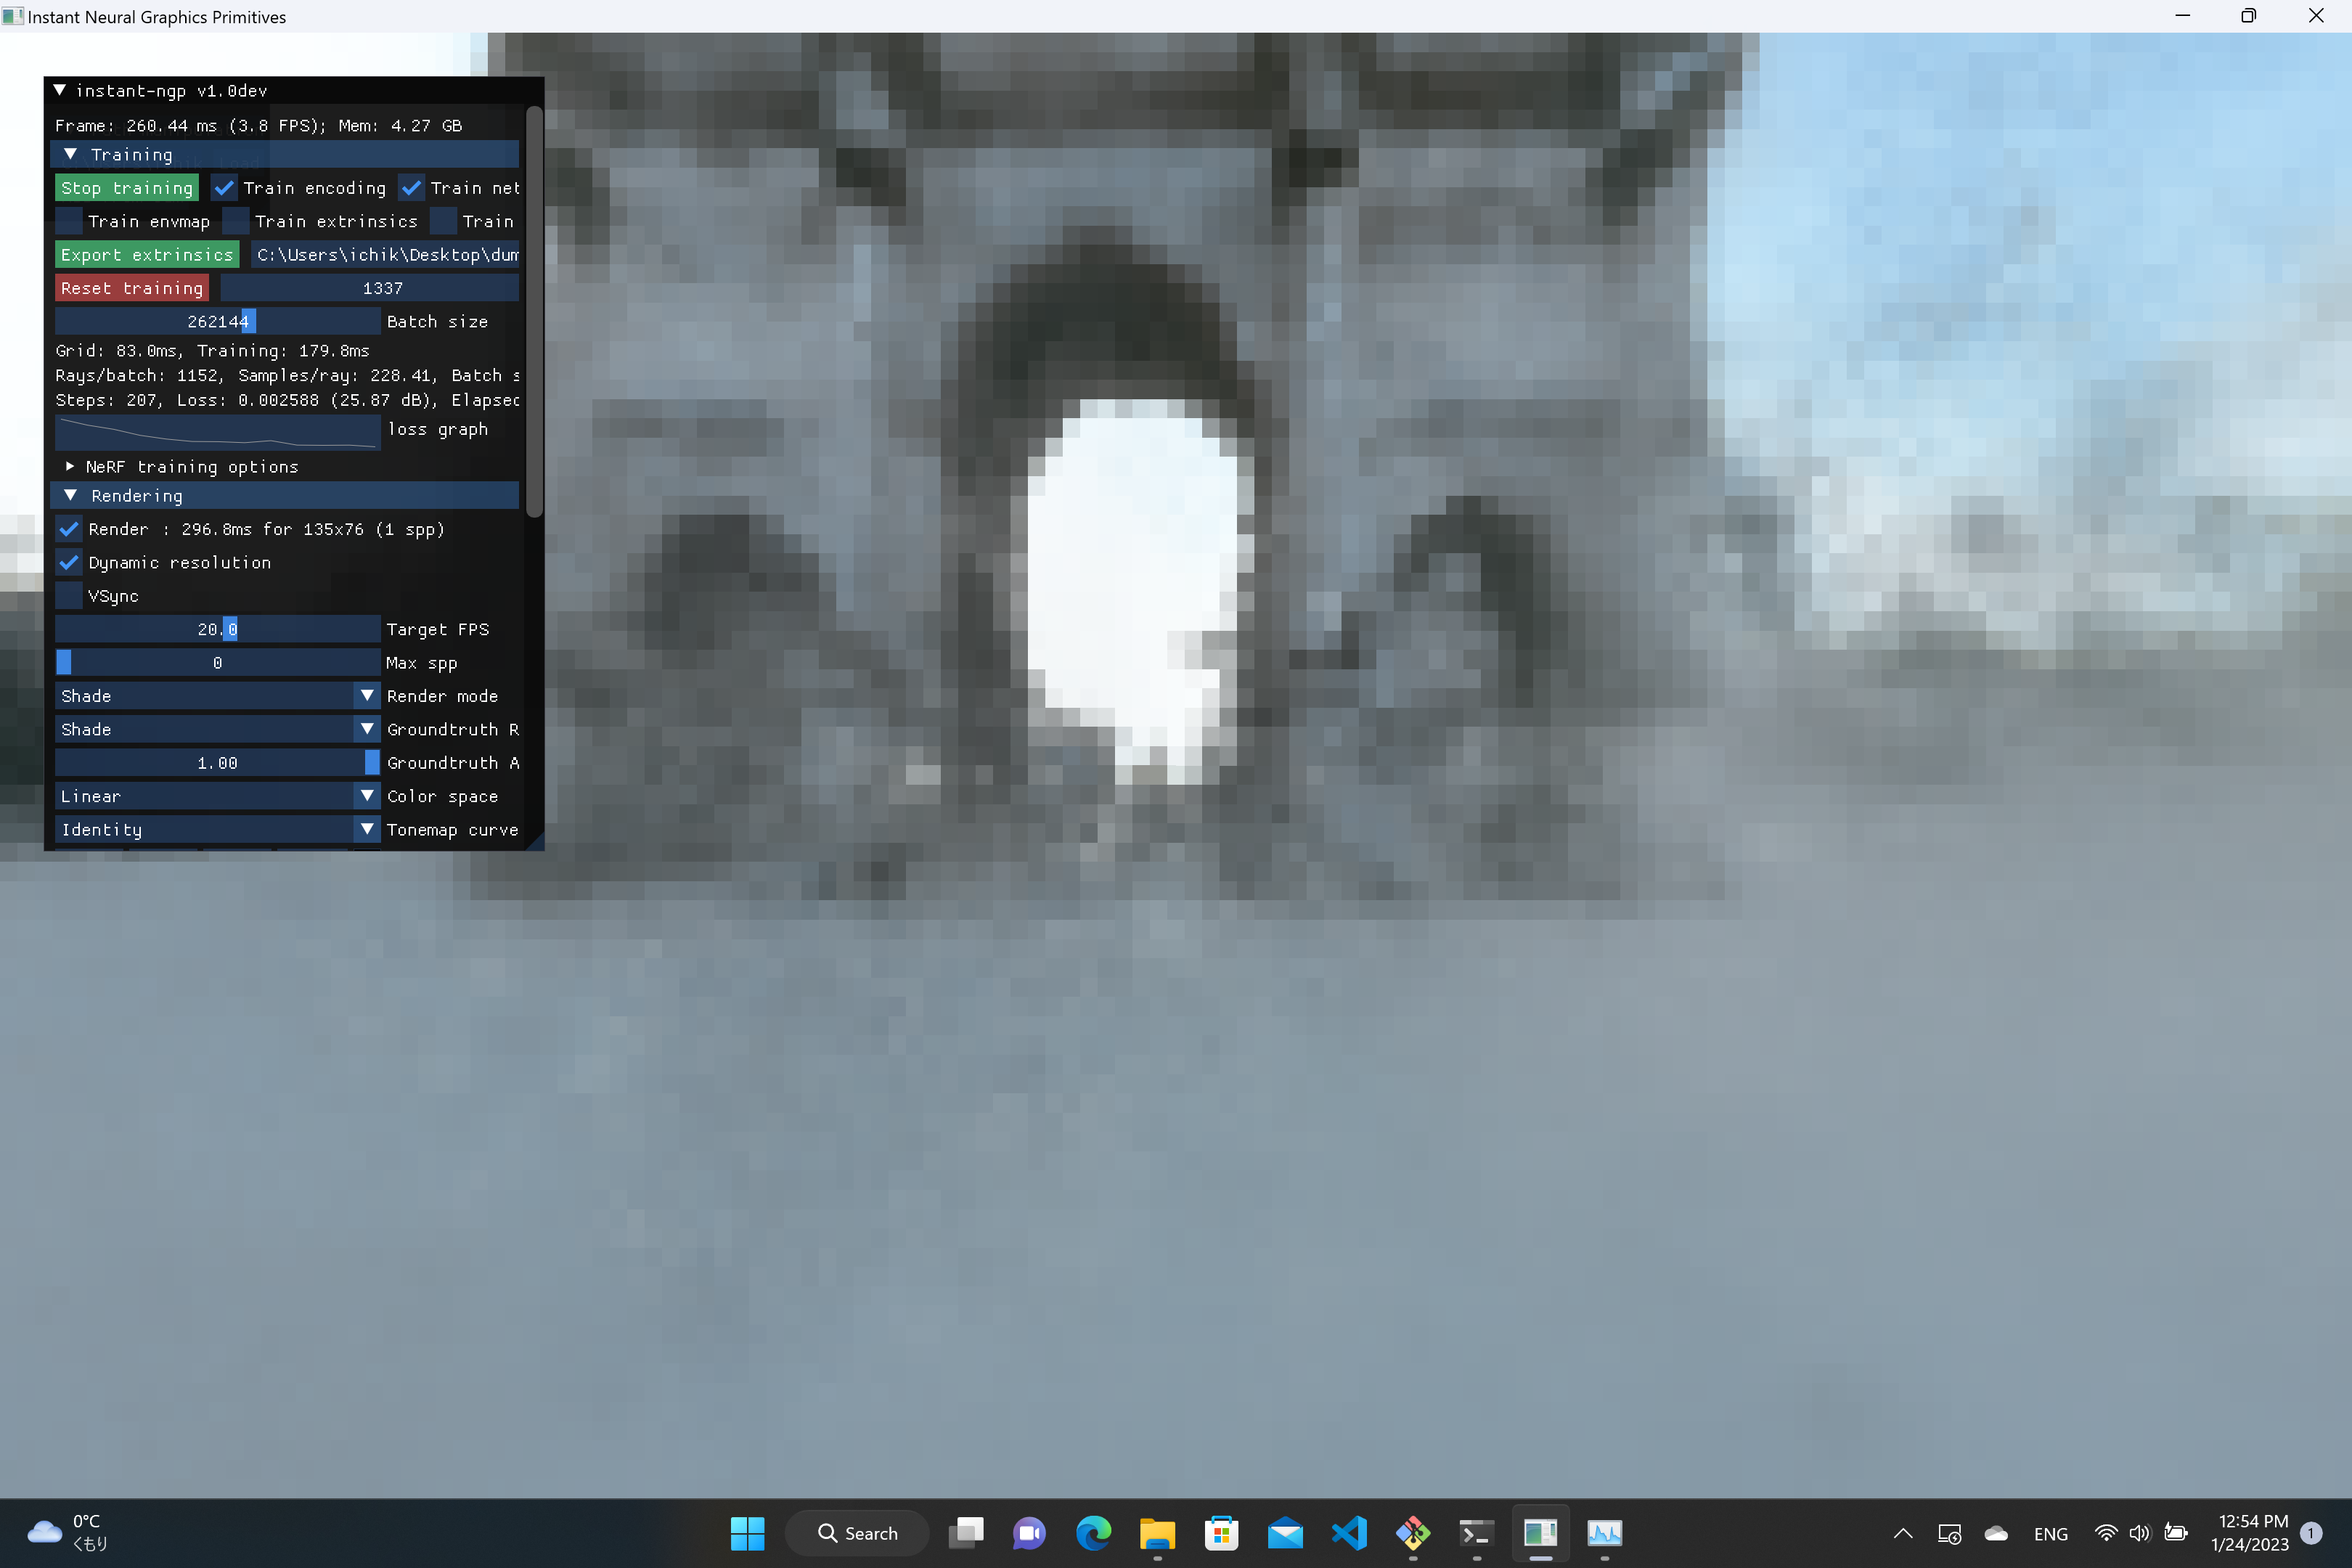 Instant Neural Graphics Primitives
instant-ngp v1.0dev
Frame: 260.44 ms (3.8 FPS); Mem: 4.27 GB
Training
Stop training Train encoding Train net
Train envmap Train extrinsics Train
Export extrinsics C:\Users\ichik\Desktop\dum
Reset training 1337
262144 Batch size
Grid: 83.0ms, Training: 179.8ms
Rays/batch: 1152, Samples/ray: 228.41, Batch s
Steps: 207, Loss: 0.002588 (25.87 dB), Elapsed
loss graph
NeRF training options
Rendering
Render : 296.8ms for 135x76 (1 spp)
Dynamic resolution
VSync
20.0 Target FPS
0 Max spp
Shade Render mode
Shade Groundtruth R
1.00 Groundtruth A
Linear Color space
Identity Tonemap curve
0°C
くもり
Search
ENG
12:54 PM
1/24/2023
1